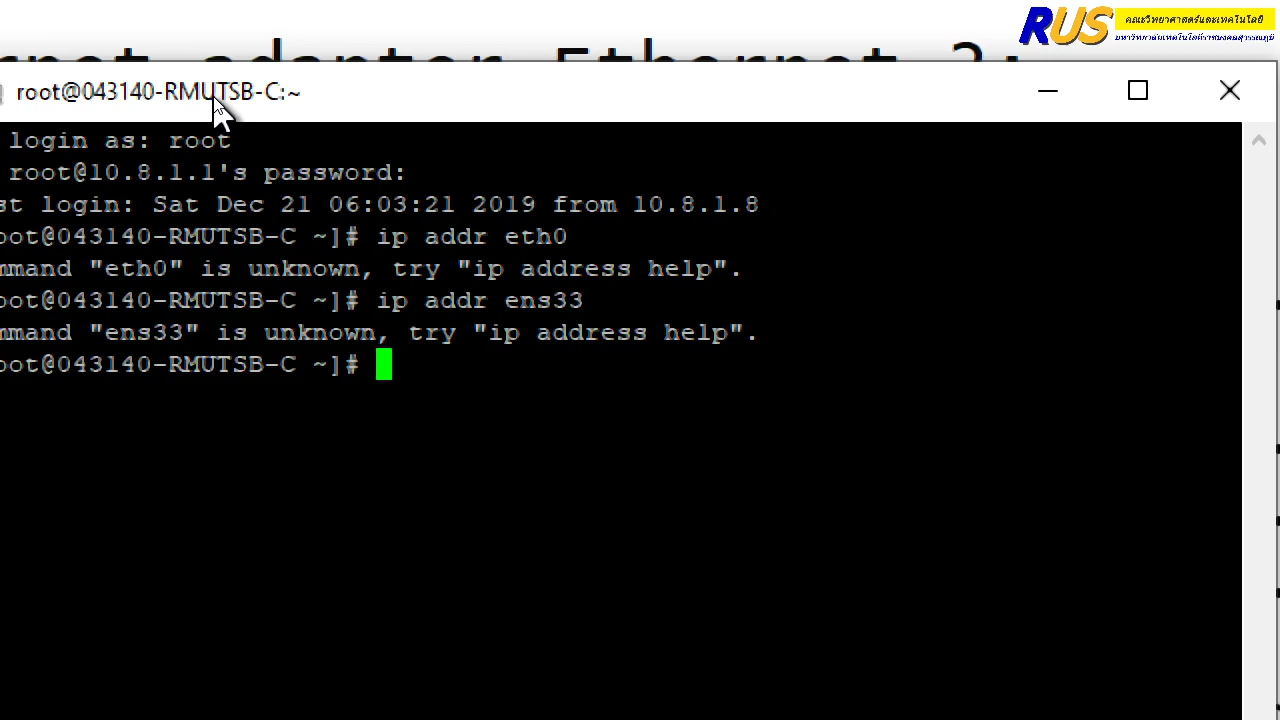 RUS
คณะวิทยาศาสตร์และเทคโนโลยี
มหาวิทยาลัยเทคโนโลยีราชมงคลสุวรรณภูมิ
rnet adapter Ethernet 3:
root@043140-RMUTSB-C:~
login as: root
root@10.8.1.1's password:
st login: Sat Dec 21 06:03:21 2019 from 10.8.1.8
oot@043140-RMUTSB-C ~]# ip addr eth0
mmand "eth0" is unknown, try "ip address help".
oot@043140-RMUTSB-C ~]# ip addr ens33
mmand "ens33" is unknown, try "ip address help".
oot@043140-RMUTSB-C ~]#